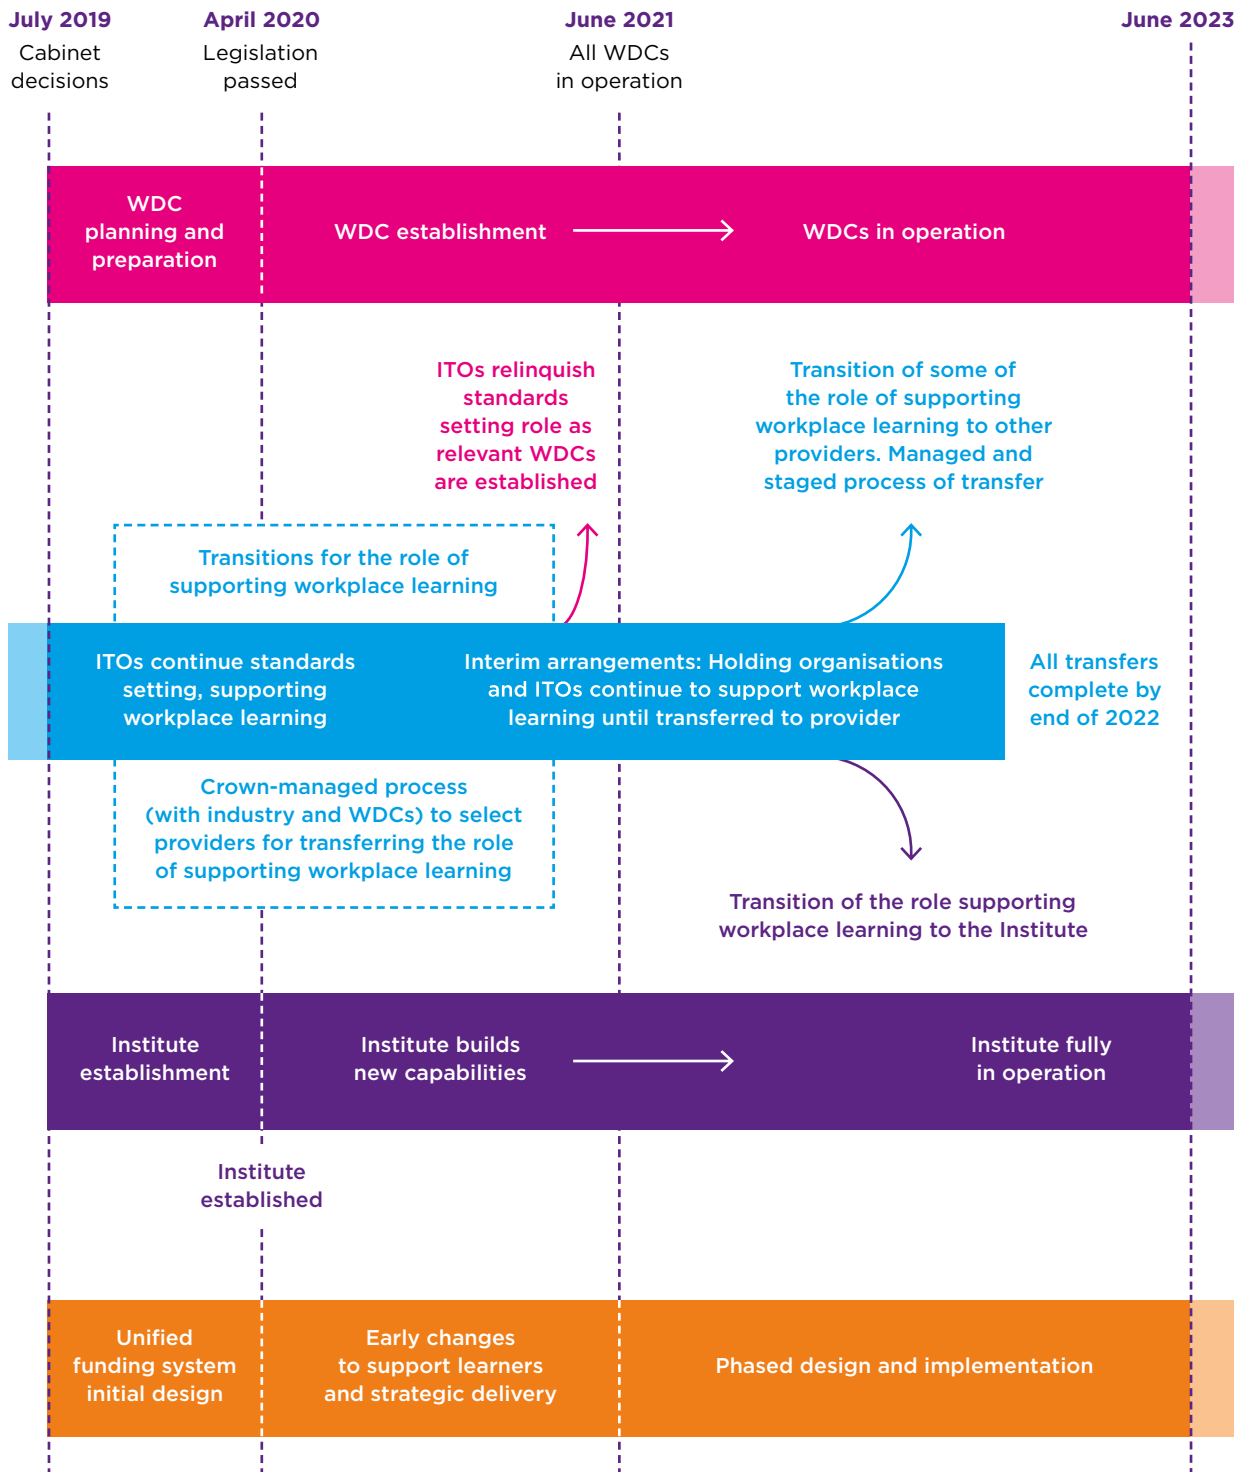 July 2019
Cabinet
decisions
April 2020
Legislation
passed
June 2021
All WDCs
in operation
June 2023
WDC
planning and
preparation
WDC establishment
WDCs in operation
ITOs relinquish
standards
setting role as
relevant WDCs
are established
Transition of some of
the role of supporting
workplace learning to other
providers. Managed and
staged process of transfer
Transitions for the role of
supporting workplace learning
ITOs continue standards
setting, supporting
workplace learning
Interim arrangements: Holding organisations
and ITOs continue to support workplace
learning until transferred to provider
All transfers
complete by
end of 2022
Crown-managed process
(with industry and WDCs) to select
providers for transferring the role
of supporting workplace learning
Transition of the role supporting
workplace learning to the Institute
Institute
establishment
Institute builds
new capabilities
Institute fully
in operation
Institute
established
Unified
funding system
initial design
Early changes
to support learners
and strategic delivery
Phased design and implementation